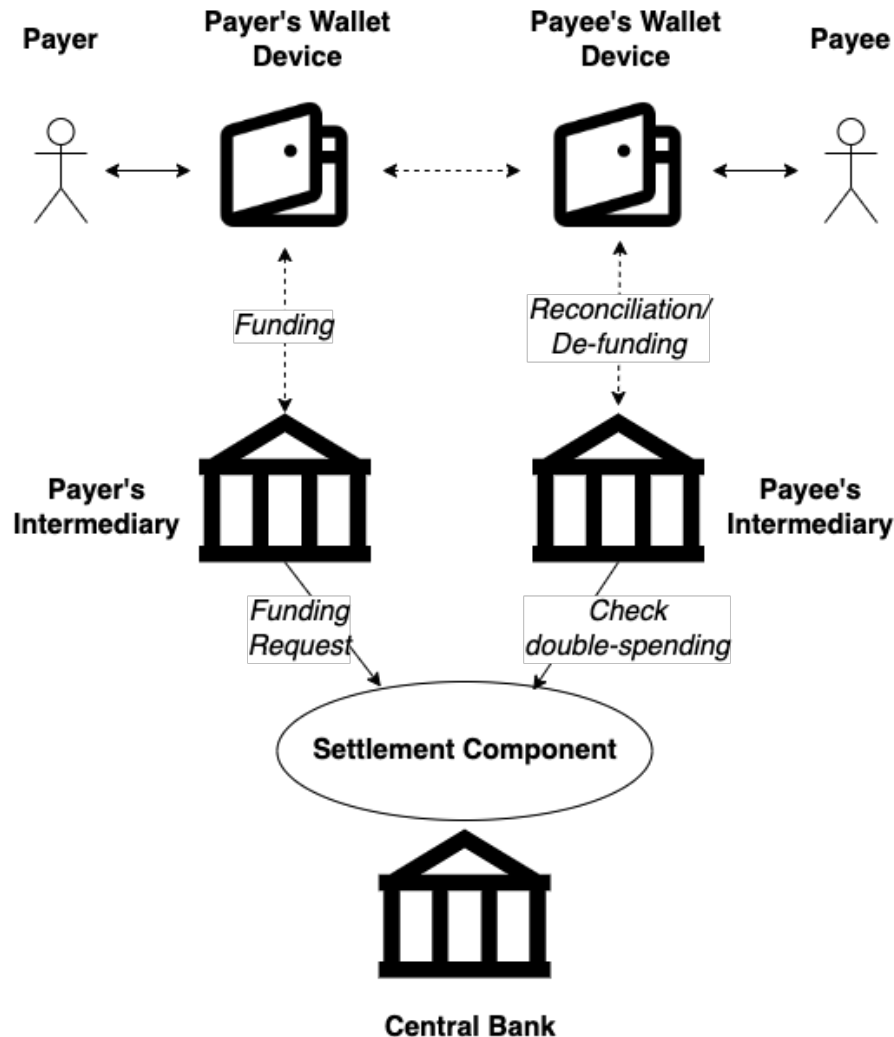 Payer
Payer's Wallet
Device
Payee's Wallet
Device
Payee
Funding
Reconciliation/
De-funding
Payer's
Intermediary
Payee's
Intermediary
Funding
Request
Check
double-spending
Settlement Component
Central Bank